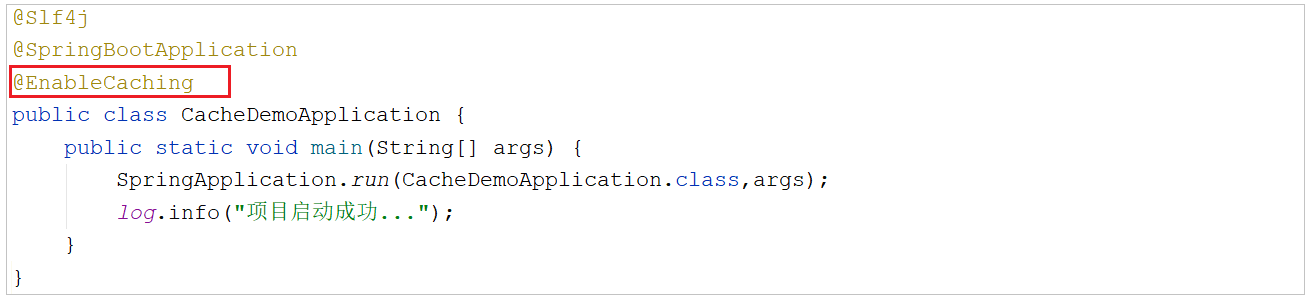 @Slf4j
@SpringBootApplication
@EnableCaching
public class CacheDemoApplication {
    public static void main(String[] args) {
        SpringApplication.run(CacheDemoApplication.class,args);
        log.info("项目启动成功...");
    }
}